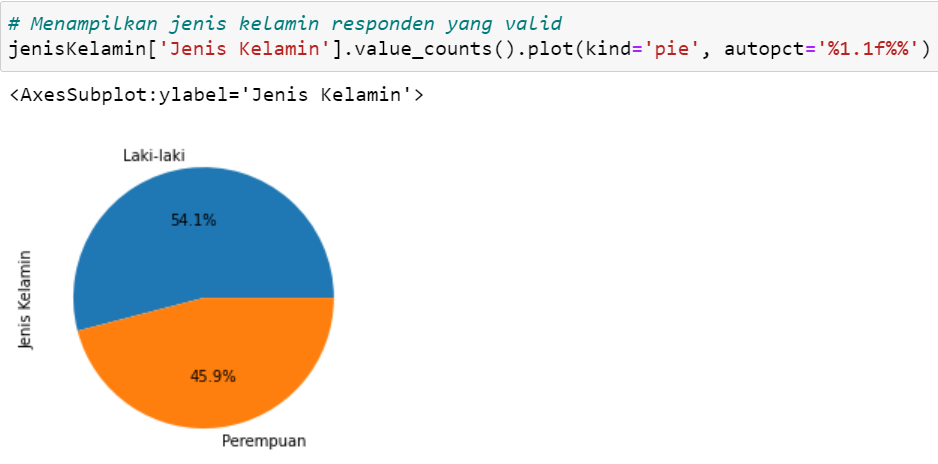 # Menampilkan jenis kelamin responden yang valid
jenisKelamin['Jenis Kelamin'].value_counts().plot(kind='pie', autopct='%1.1f%%')
<AxesSubplot:ylabel='Jenis Kelamin'>
Laki-laki
54.1%
Jenis Kelamin
45.9%
Perempuan